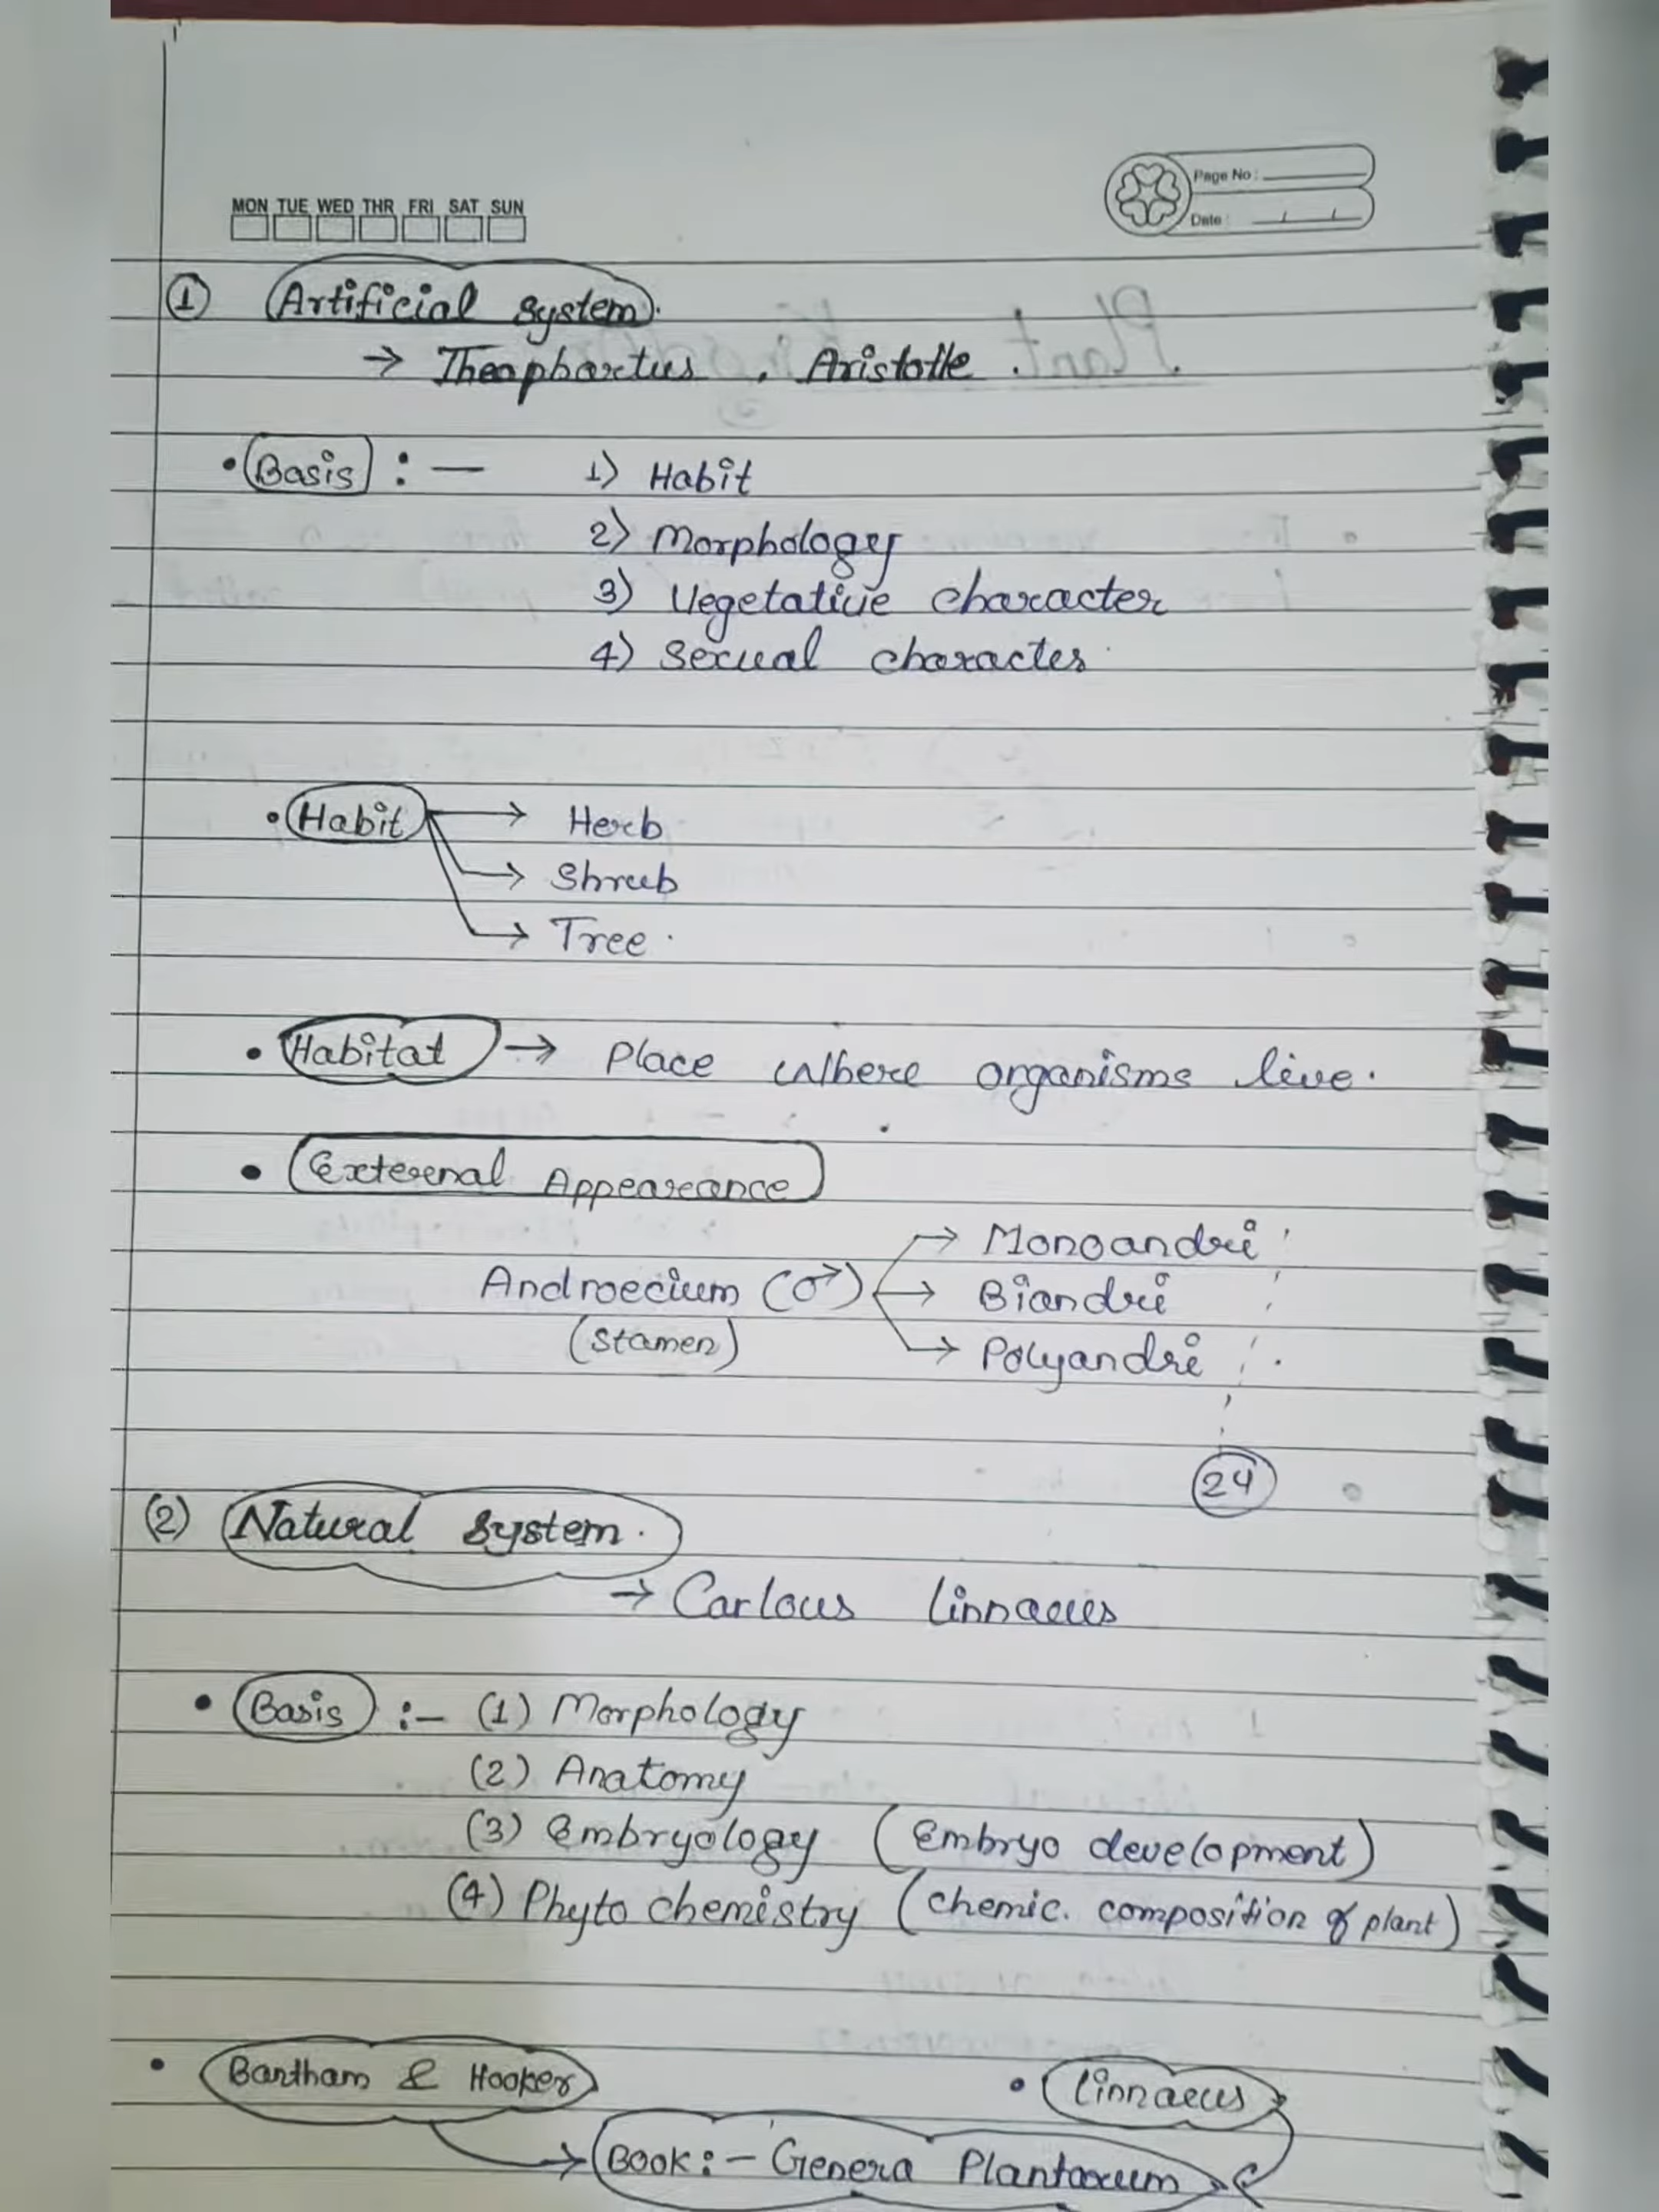 MON TUE WED THR FRI SAT SUN
Page No :
Date :
① Artificial system.
→ Theophartus , Aristotle .
• Basis :— 1) Habit
2) Morphology
3) Vegetative character
4) Sexual character.
• Habit → Herb
→ Shrub
→ Tree .
• Habitat → Place where organisms live.
• External Appearance
→ Monoandri
Androecium (♂) → Biandri
(stamen)
→ Polyandri .
24
(2) Natural system .
→ Carlous linnaeus
• Basis :— (1) Morphology
(2) Anatomy
(3) Embryology (Embryo development)
(4) Phyto chemistry (chemic. composition of plant)
• Bantham & Hooker • linnaeus
→ Book :— Genera Plantarum